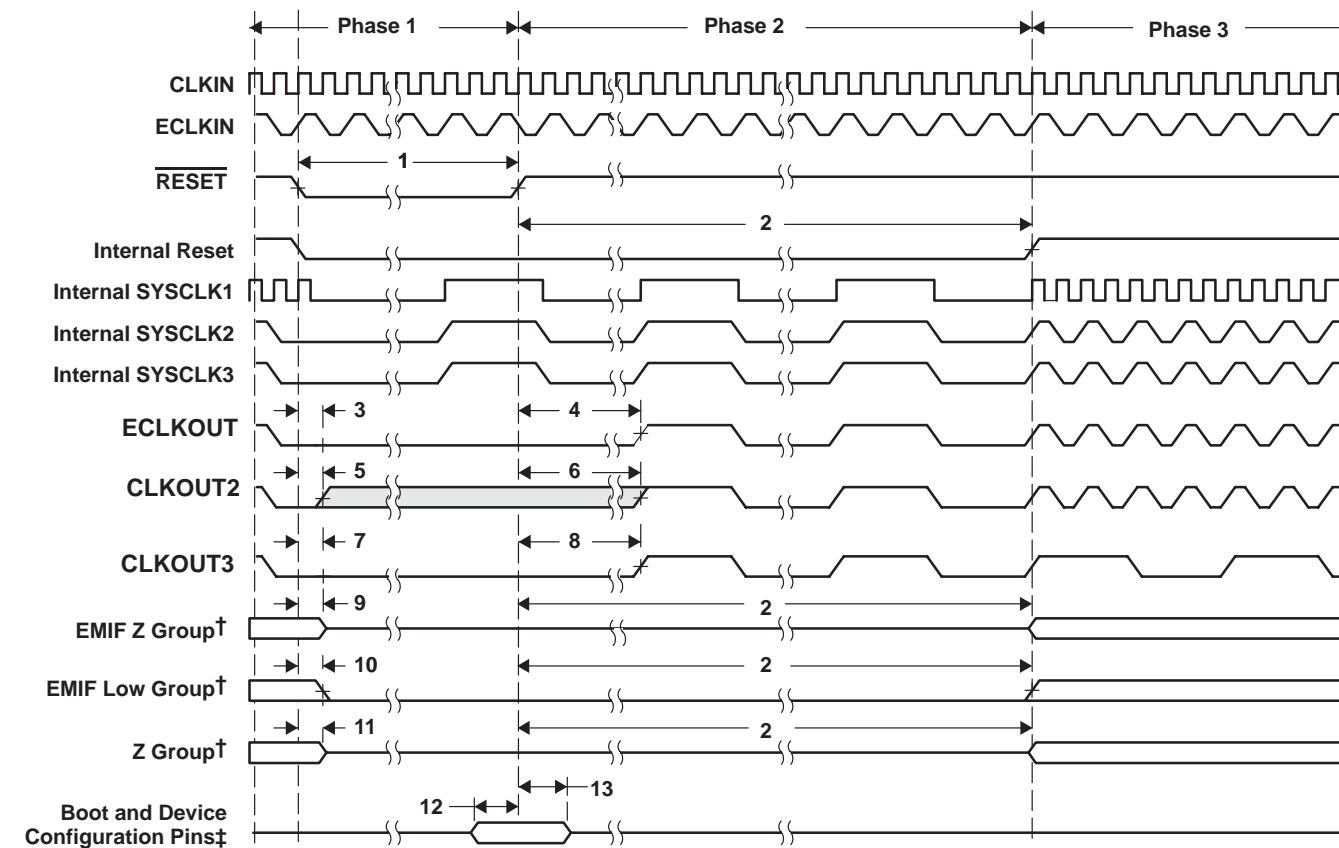 Phase 1 Phase 2 Phase 3
CLKIN
ECLKIN
1
RESET
2
Internal Reset
Internal SYSCLK1
Internal SYSCLK2
Internal SYSCLK3
3 4
ECLKOUT
5 6
CLKOUT2
7 8
CLKOUT3
9 2
EMIF Z Group†
10 2
EMIF Low Group†
11 2
Z Group†
13
12
Boot and Device
Configuration Pins‡